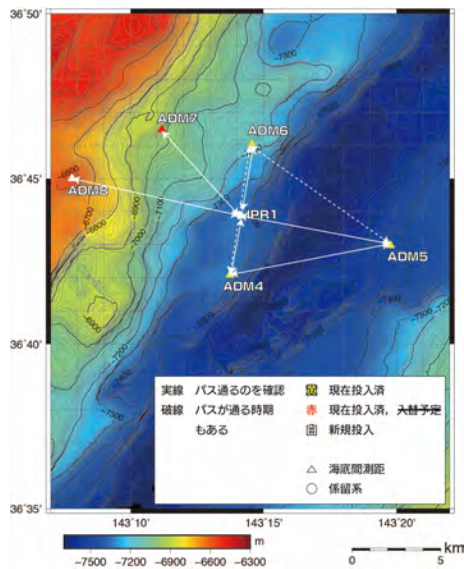 36°50'
-7300
ADM7
ADM6
36°45'
ADM8
-6700
-6800
-7100
-7000
IPR1
ADM5
ADM4
-6900
-7200
36°40'
-7300
実線 パス通るのを確認
破線 パスが通る時期
もある
黄 現在投入済
赤 現在投入済, 入替予定
白 新規投入
△ 海底間測距
○ 係留系
36°35'
143°10' 143°15' 143°20'
m
-7500 -7200 -6900 -6600 -6300
km
0 5